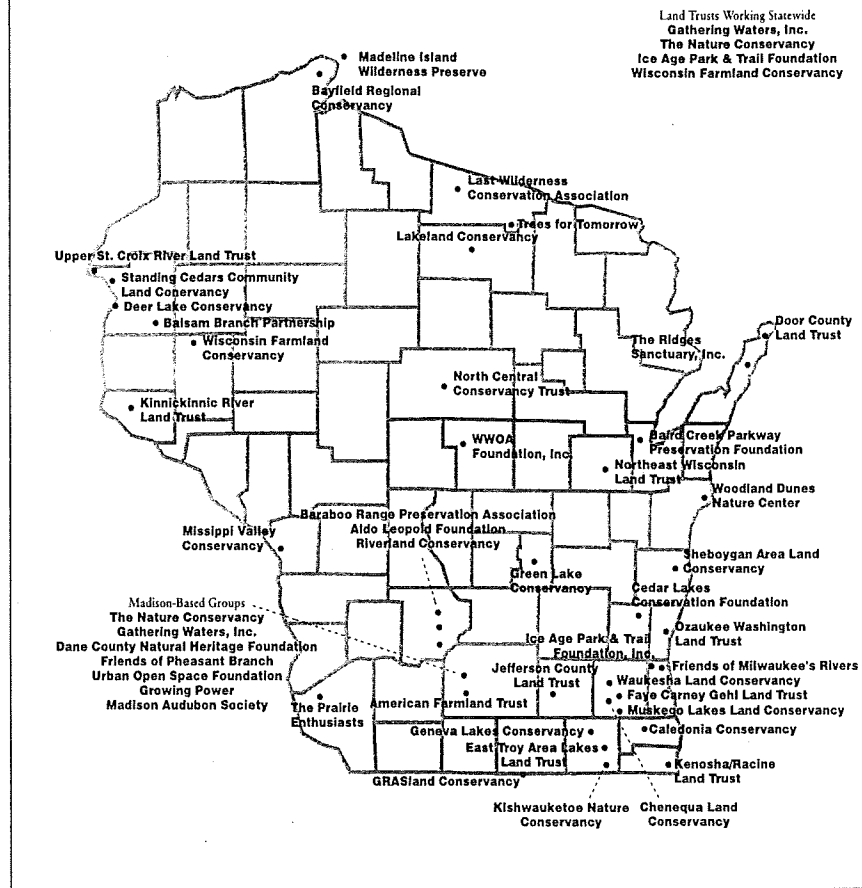 Land Trusts Working Statewide
Gathering Waters, Inc.
The Nature Conservancy
Ice Age Park & Trail Foundation
Wisconsin Farmland Conservancy
Madeline Island
Wilderness Preserve
Bayfield Regional
Conservancy
Last Wilderness
Conservation Association
Trees for Tomorrow
Lakeland Conservancy
Upper St. Croix River Land Trust
Standing Cedars Community
Land Conervancy
Deer Lake Conservancy
Balsam Branch Partnership
Wisconsin Farmland
Conservancy
Door County
Land Trust
The Ridges
Sanctuary, Inc.
North Central
Conservancy Trust
Kinnickinnic River
Land Trust
WWOA
Foundation, Inc.
Baird Creek Parkway
Preservation Foundation
Northeast Wisconsin
Land Trust
Woodland Dunes
Nature Center
Baraboo Range Preservation Association
Aldo Leopold Foundation
Riverland Conservancy
Missippi Valley
Conservancy
Sheboygan Area Land
Conservancy
Green Lake
Conservancy
Cedar Lakes
Conservation Foundation
Madison-Based Groups
The Nature Conservancy
Gathering Waters, Inc.
Dane County Natural Heritage Foundation
Friends of Pheasant Branch
Urban Open Space Foundation
Growing Power
Madison Audubon Society
Ozaukee Washington
Land Trust
Ice Age Park & Trail
Foundation, Inc.
Jefferson County
Land Trust
Friends of Milwaukee's Rivers
Waukesha Land Conservancy
Faye Carney Gehl Land Trust
Muskego Lakes Land Conservancy
The Prairie
Enthusiasts
American Farmland Trust
Geneva Lakes Conservancy
Caledonia Conservancy
East Troy Area Lakes
Land Trust
Kenosha/Racine
Land Trust
GRASland Conservancy
Kishwauketoe Nature
Conservancy
Chenequa Land
Conservancy